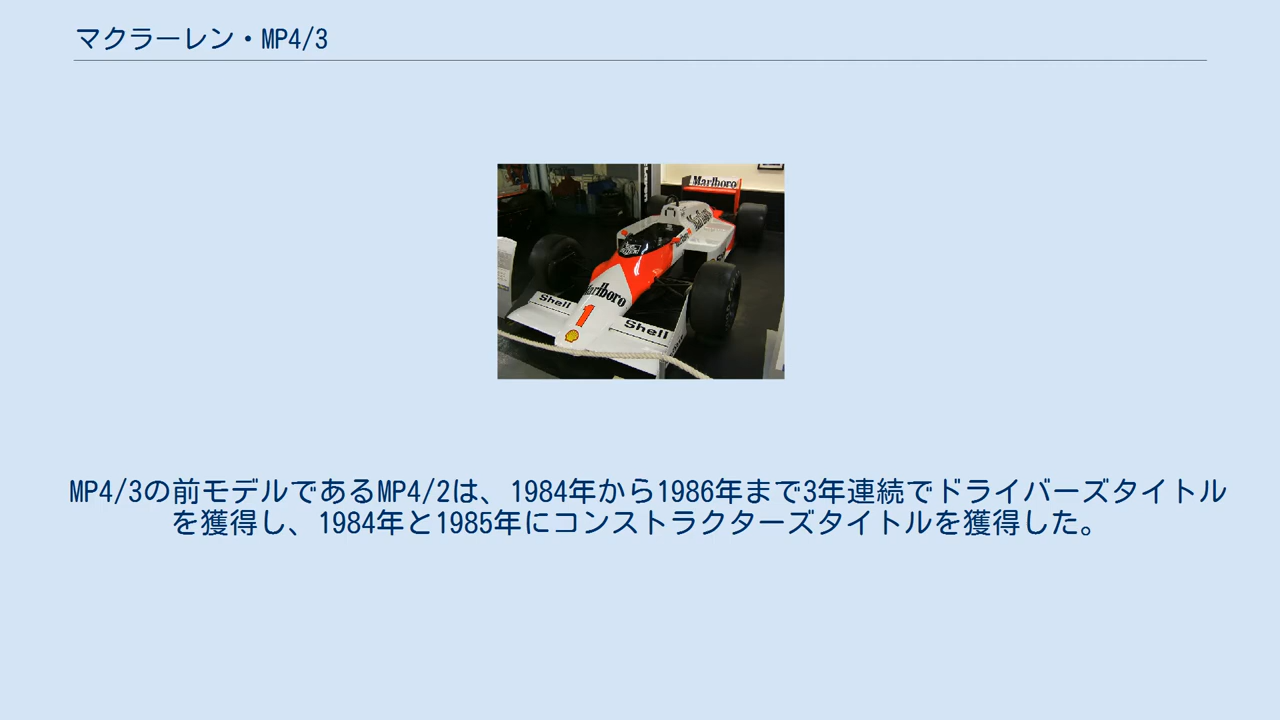 マクラーレン・MP4/3
Marlboro
Marlboro
Marlboro
Shell
1
Shell
MP4/3の前モデルであるMP4/2は、1984年から1986年まで3年連続でドライバーズタイトル
を獲得し、1984年と1985年にコンストラクターズタイトルを獲得した。